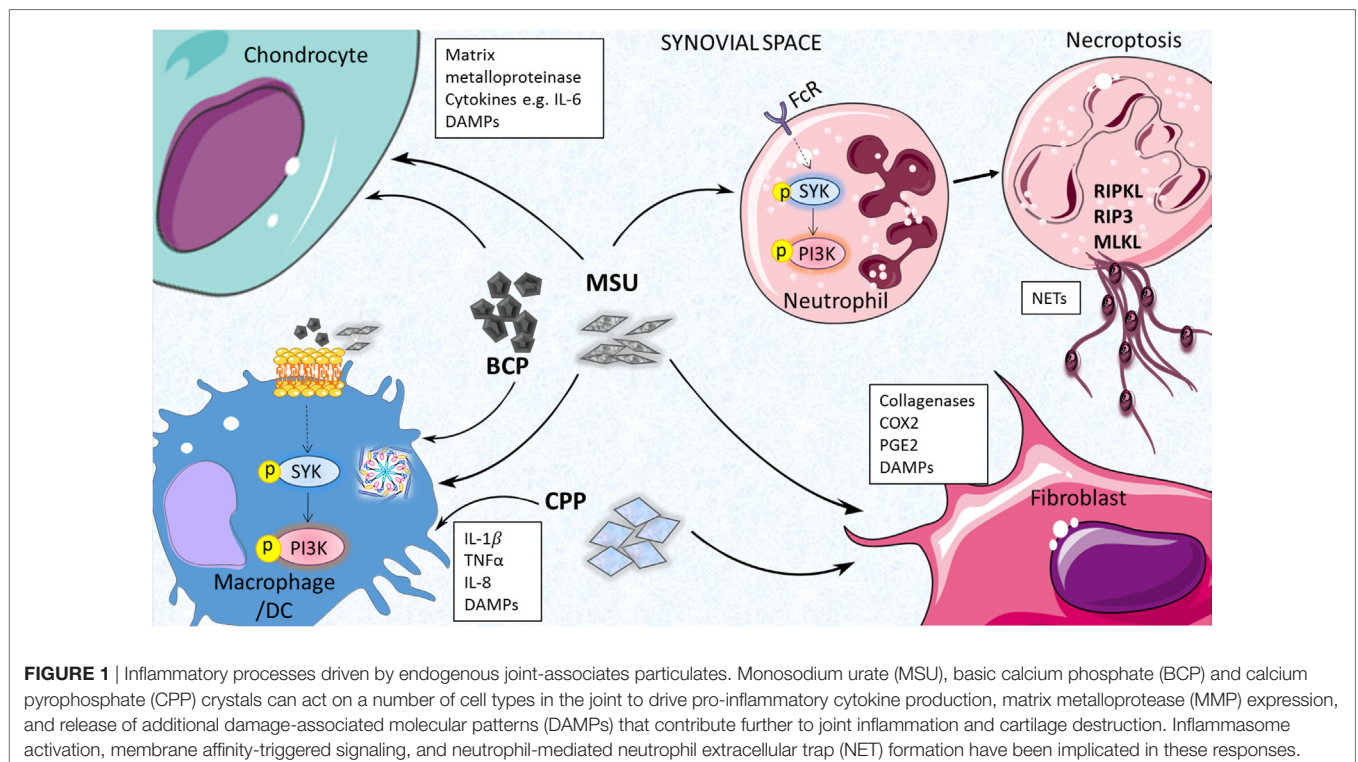 Chondrocyte
Matrix
metalloproteinase
Cytokines e.g. IL-6
DAMPs
SYNOVIAL SPACE
Necroptosis
FcR
p
SYK
p
PI3K
Neutrophil
RIPKL
RIP3
MLKL
NETs
MSU
BCP
p
SYK
p
PI3K
Macrophage
/DC
CPP
IL-1β
TNFα
IL-8
DAMPs
Collagenases
COX2
PGE2
DAMPs
Fibroblast
FIGURE 1 | Inflammatory processes driven by endogenous joint-associates particulates. Monosodium urate (MSU), basic calcium phosphate (BCP) and calcium
pyrophosphate (CPP) crystals can act on a number of cell types in the joint to drive pro-inflammatory cytokine production, matrix metalloprotease (MMP) expression,
and release of additional damage-associated molecular patterns (DAMPs) that contribute further to joint inflammation and cartilage destruction. Inflammasome
activation, membrane affinity-triggered signaling, and neutrophil-mediated neutrophil extracellular trap (NET) formation have been implicated in these responses.